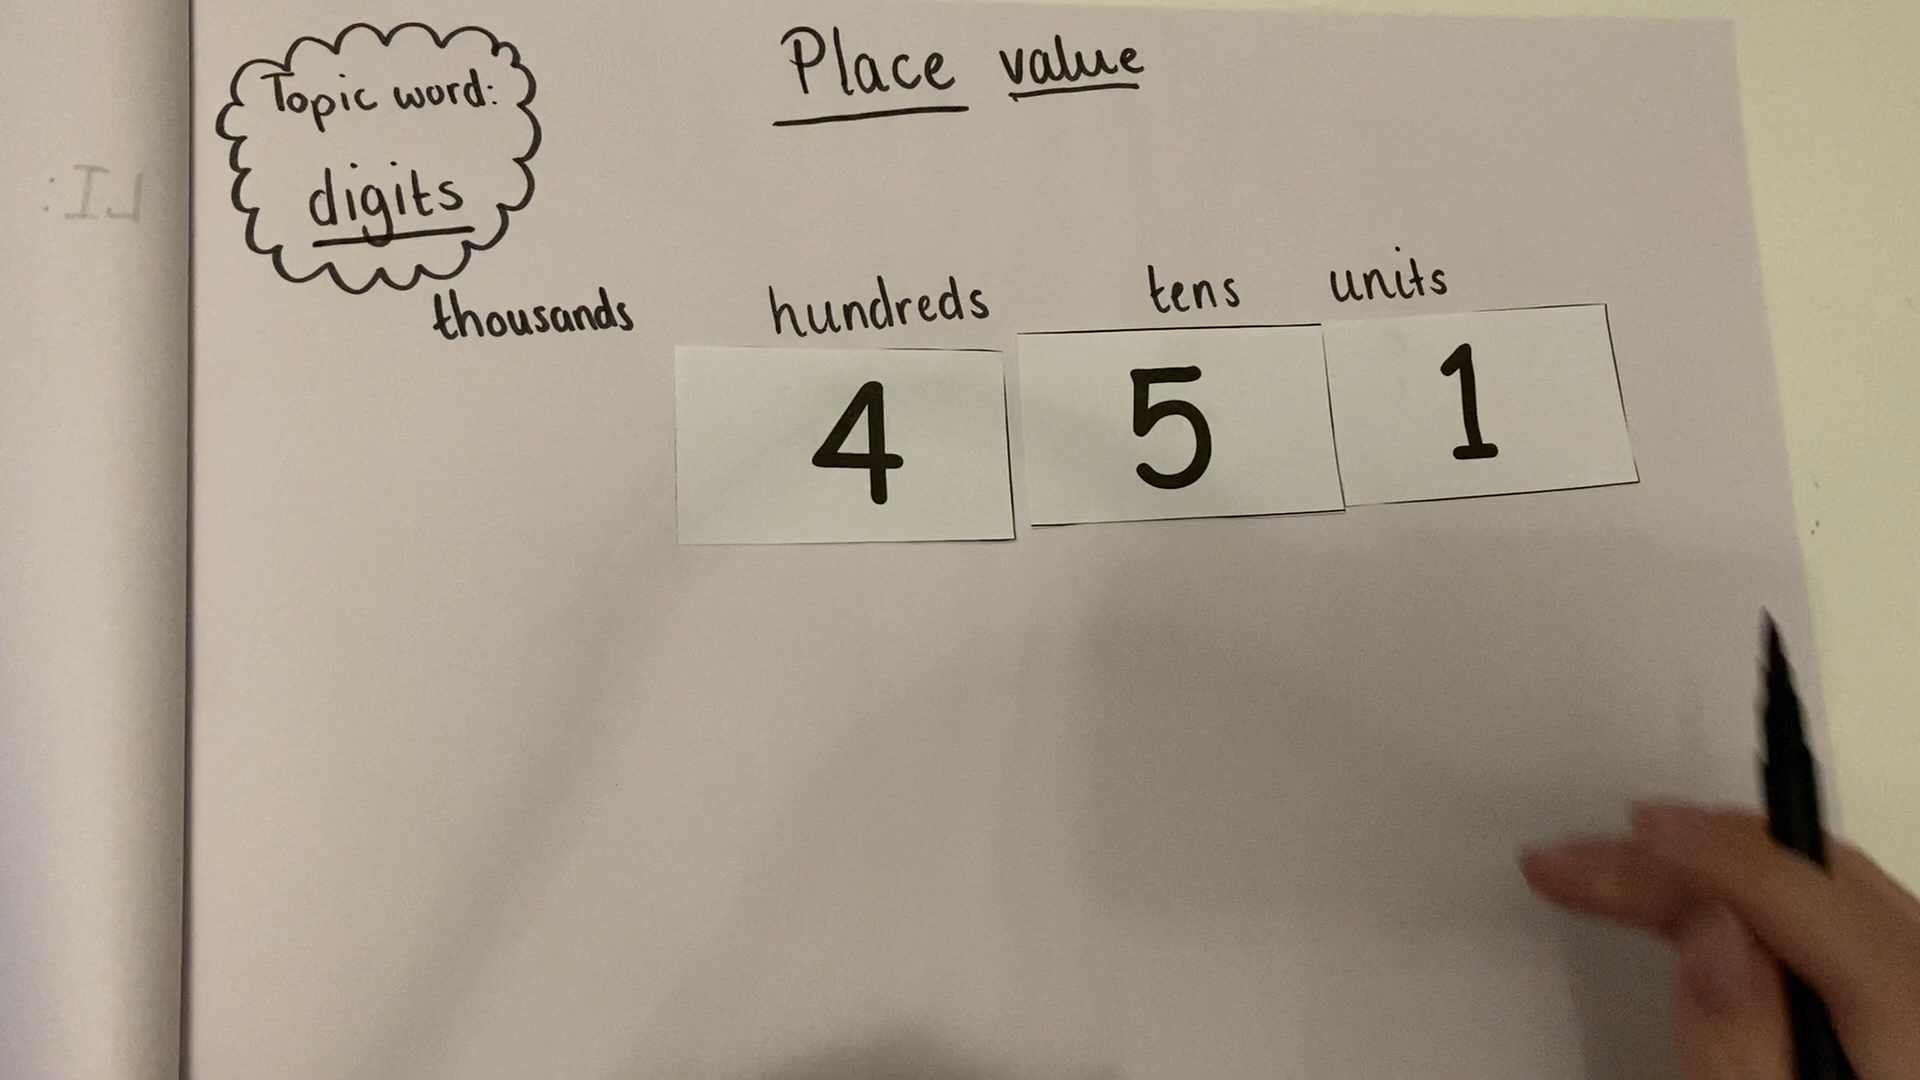 Topic word:
digits
Place value
thousands hundreds tens units
4 5 1
LI: